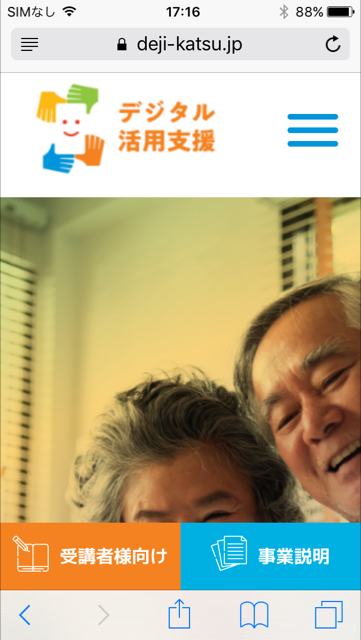 SIMなし 17:16 88%
deji-katsu.jp
デジタル
活用支援
受講者様向け 事業説明